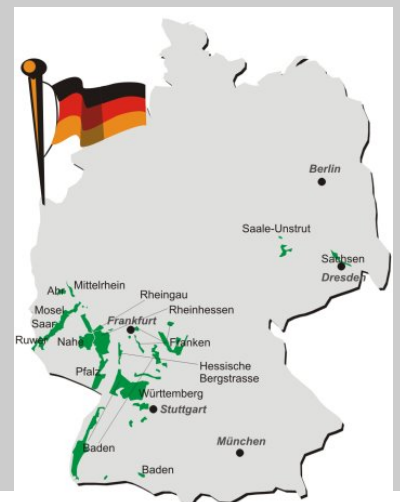 Berlin
Saale-Unstrut
Sachsen
Dresden
Ahr
Mittelrhein
Rheingau
Mosel
Rheinhessen
Saar
Frankfurt
Ruwer
Nahe
Franken
Pfalz
Hessische
Bergstrasse
Württemberg
Stuttgart
Baden
München
Baden